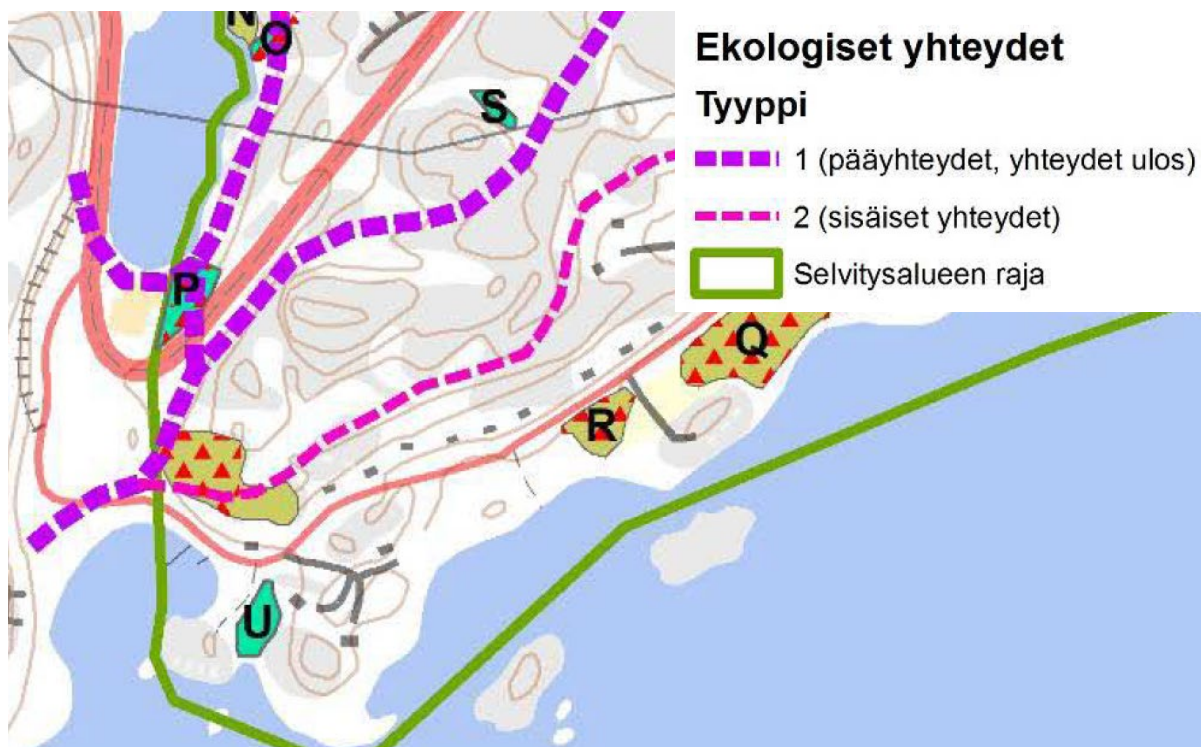 Ekologiset yhteydet
Tyyppi
1 (pääyhteydet, yhteydet ulos)
2 (sisäiset yhteydet)
Selvitysalueen raja
N
O
S
P
Q
R
U